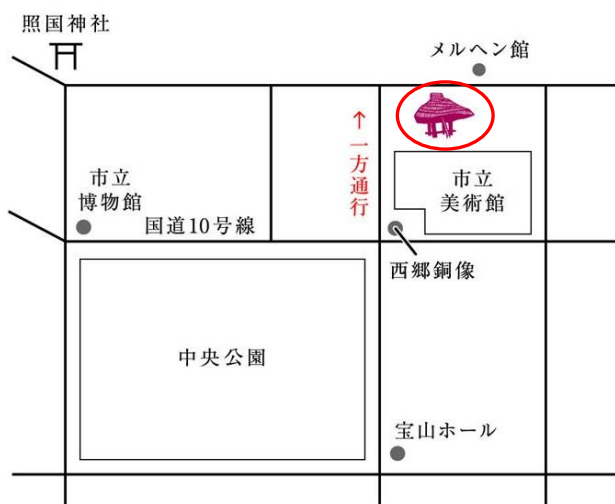 照国神社
メルヘン館
↑一方通行
市立
博物館
市立
美術館
国道10号線
西郷銅像
中央公園
宝山ホール